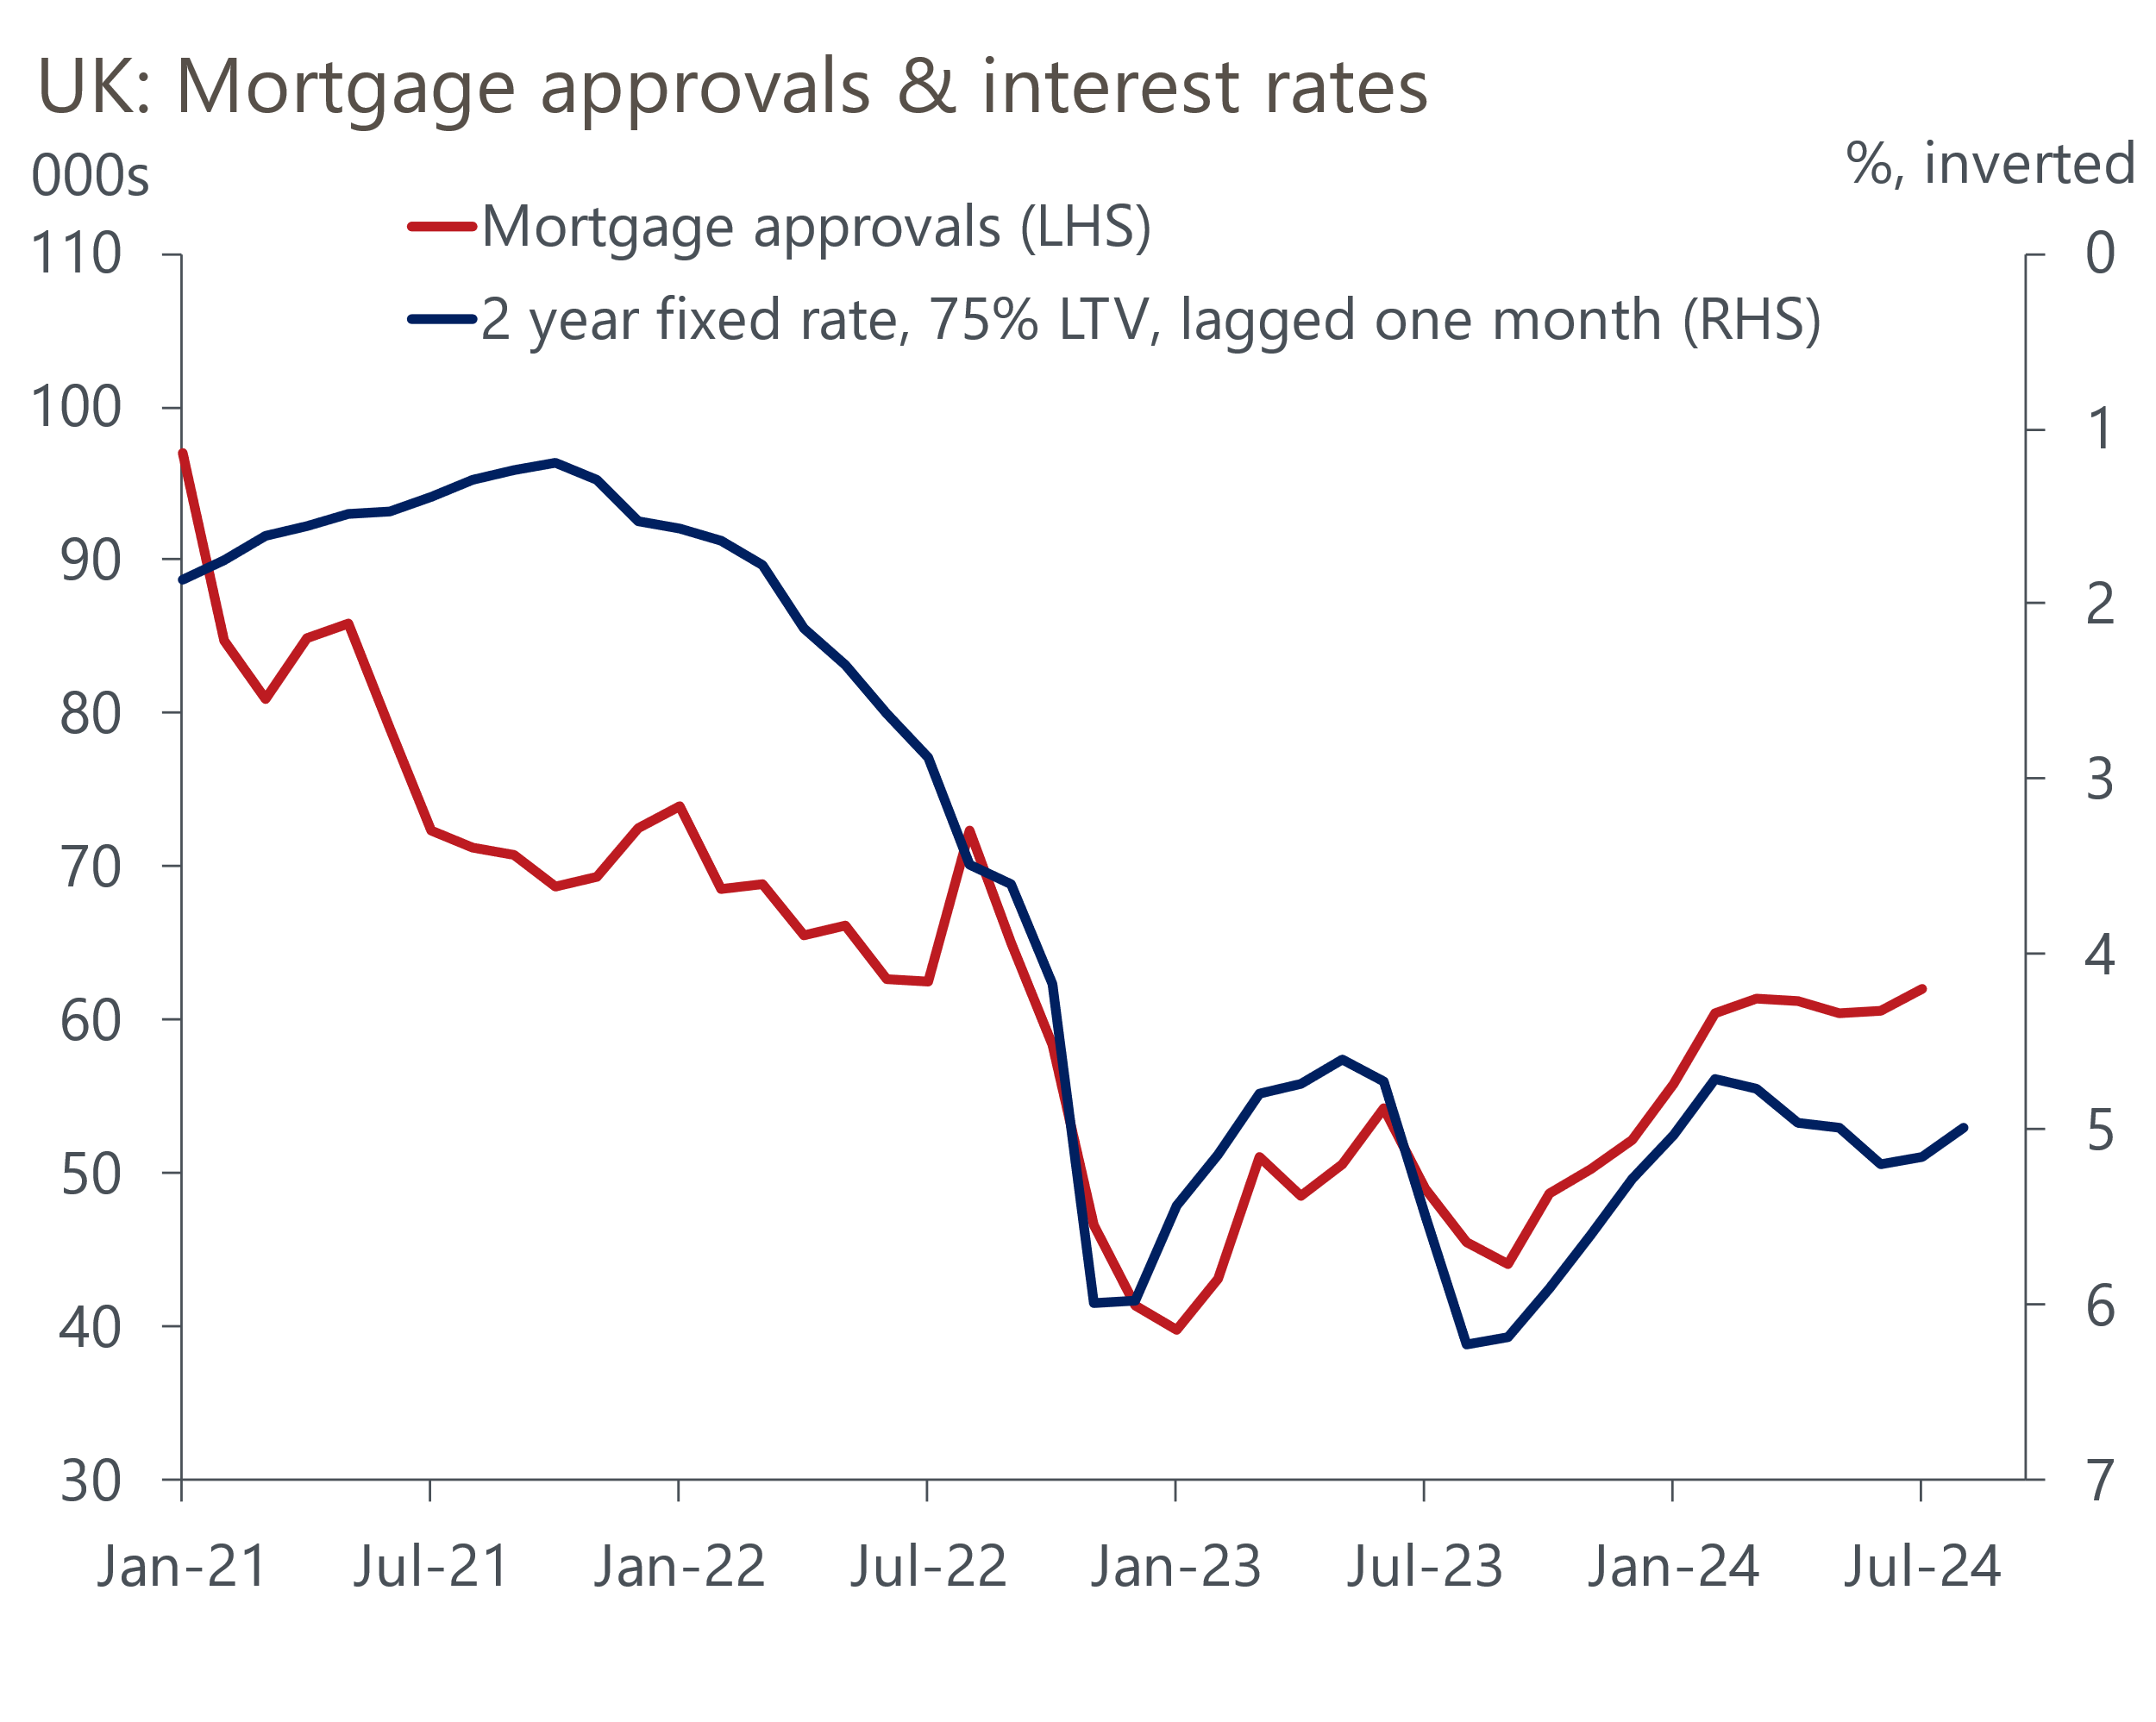 UK: Mortgage approvals & interest rates
000s
%, inverted
Mortgage approvals (LHS)
2 year fixed rate, 75% LTV, lagged one month (RHS)
110
100
90
80
70
60
50
40
30
0
1
2
3
4
5
6
7
Jan-21 Jul-21 Jan-22 Jul-22 Jan-23 Jul-23 Jan-24 Jul-24